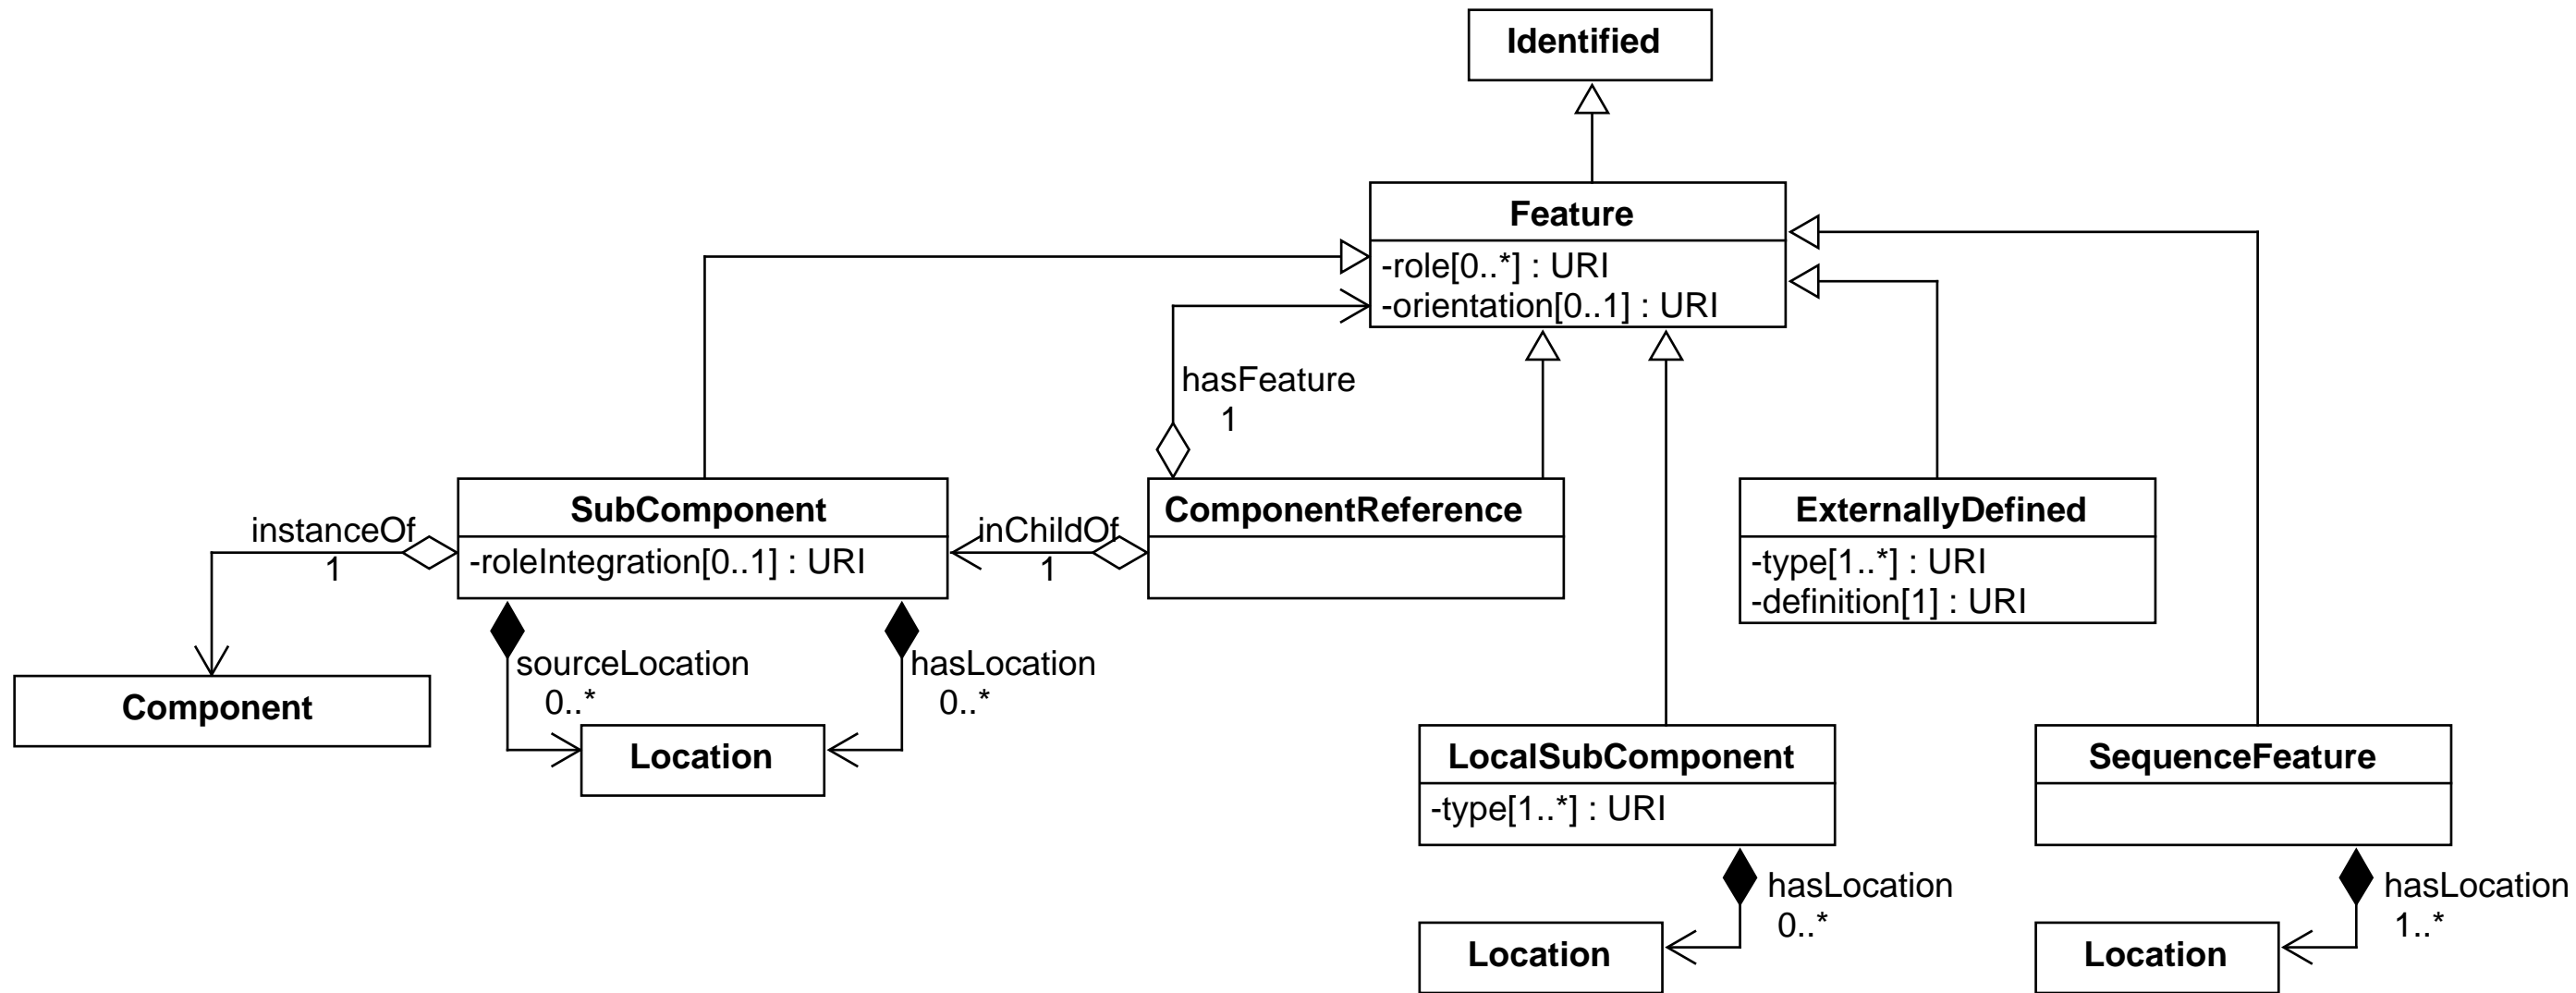 Identified
Feature
-role[0..*] : URI
-orientation[0..1] : URI
hasFeature
1
SubComponent
-roleIntegration[0..1] : URI
instanceOf
1
ComponentReference
inChildOf
1
ExternallyDefined
-type[1..*] : URI
-definition[1] : URI
sourceLocation
0..*
hasLocation
0..*
Component
Location
LocalSubComponent
-type[1..*] : URI
SequenceFeature
hasLocation
0..*
hasLocation
1..*
Location
Location